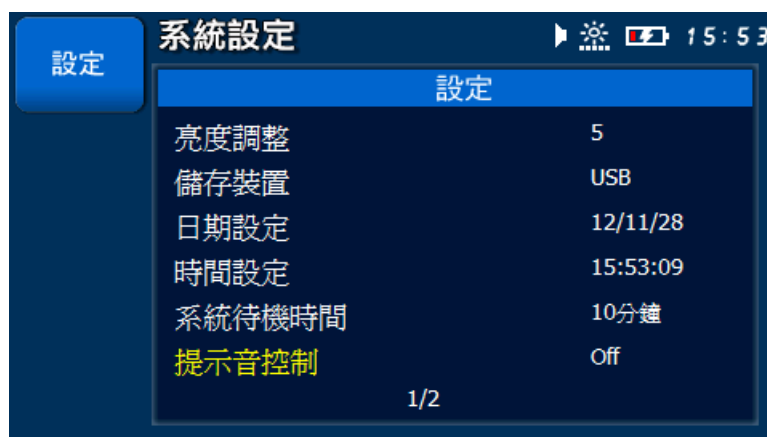 設定
系統設定 15:53
設定
亮度調整 5
儲存裝置 USB
日期設定 12/11/28
時間設定 15:53:09
系統待機時間 10分鐘
提示音控制 Off
1/2